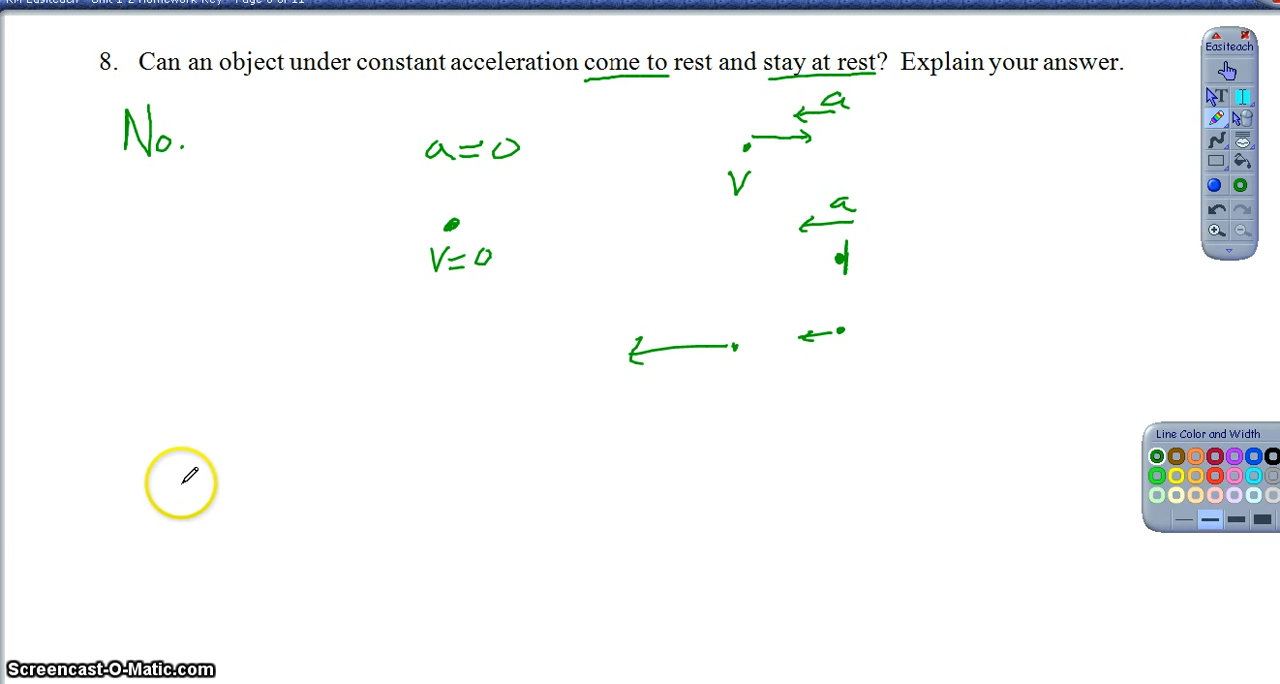 8. Can an object under constant acceleration come to rest and stay at rest? Explain your answer.
Easiteach
No.
a
a=0
V
a
V=0
Line Color and Width
Screencast-O-Matic.com